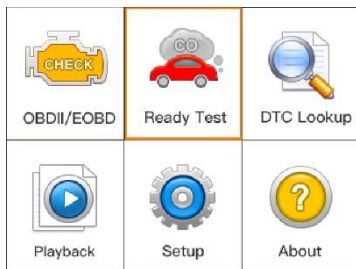 CHECK
CO
OBDII/EOBD
Ready Test
DTC Lookup
?
Playback
Setup
About